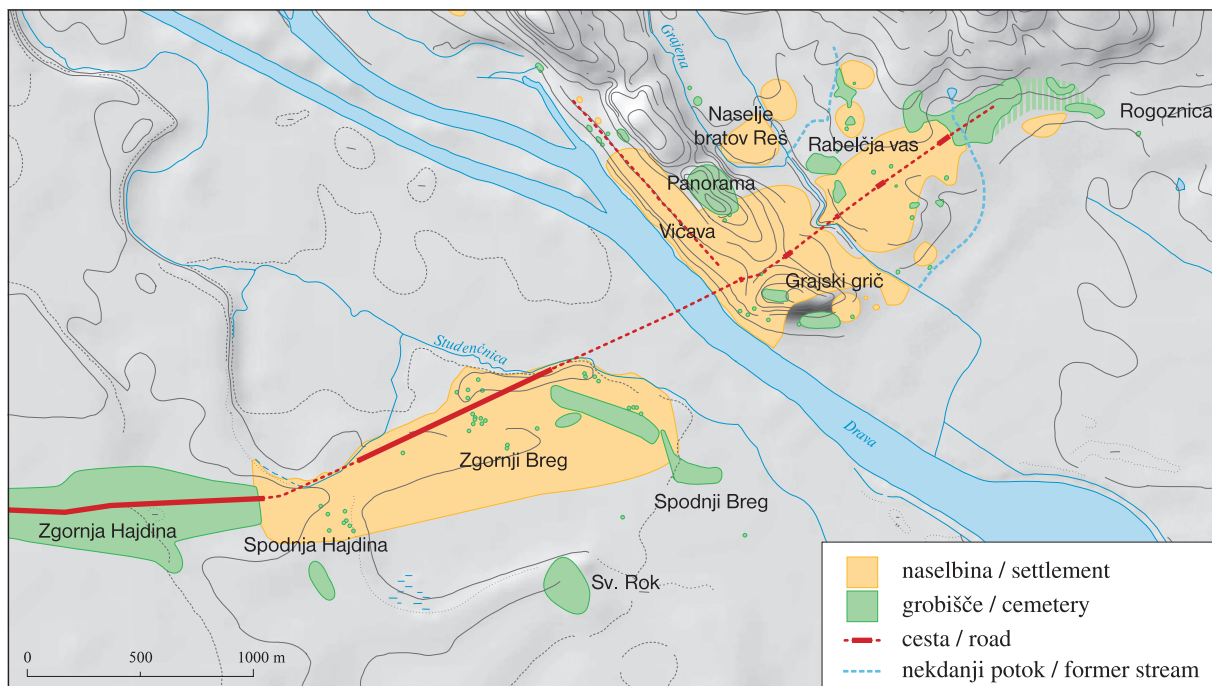 Grajena
Naselje
bratov Reš
Rabelčja vas
Rogoznica
Panorama
Vičava
Grajski grič
Studenčnica
Drava
Zgornji Breg
Spodnji Breg
Zgornja Hajdina
Spodnja Hajdina
Sv. Rok
naselbina / settlement
grobišče / cemetery
cesta / road
nekdanji potok / former stream
0 500 1000 m